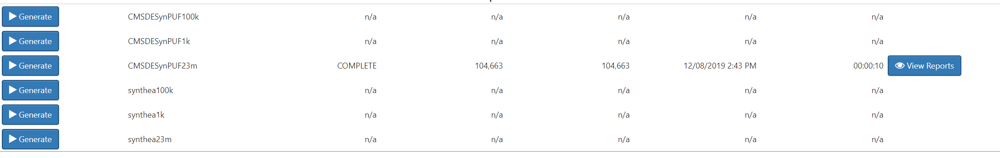 Generate CMSDESynPUF100k n/a n/a n/a n/a n/a
Generate CMSDESynPUF1k n/a n/a n/a n/a n/a
Generate CMSDESynPUF23m COMPLETE 104,663 104,663 12/08/2019 2:43 PM 00:00:10 View Reports
Generate synthea100k n/a n/a n/a n/a n/a
Generate synthea1k n/a n/a n/a n/a n/a
Generate synthea23m n/a n/a n/a n/a n/a